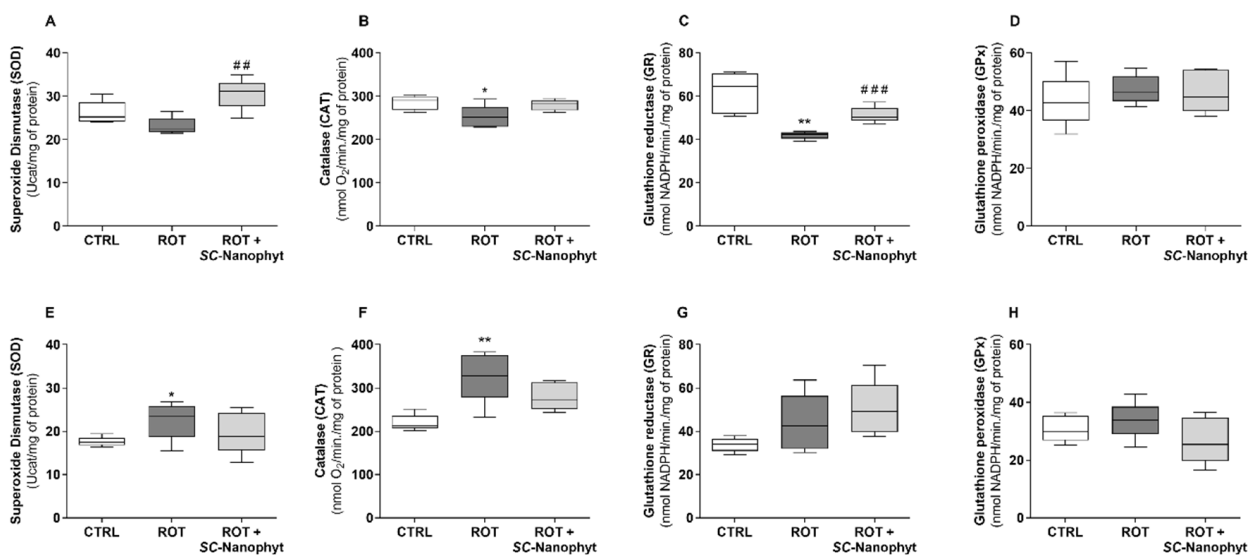 A
Superoxide Dismutase (SOD)
(Ucat/mg of protein)
40
30
20
10
0
CTRL
ROT
ROT +
SC-Nanophyt
##
B
Catalase (CAT)
(nmol O2/min./mg of protein)
400
300
200
100
0
CTRL
ROT
ROT +
SC-Nanophyt
*
C
Glutathione reductase (GR)
(nmol NADPH/min./mg of protein)
80
60
40
20
0
CTRL
ROT
ROT +
SC-Nanophyt
**
###
D
Glutathione peroxidase (GPx)
(nmol NADPH/min./mg of protein)
60
40
20
0
CTRL
ROT
ROT +
SC-Nanophyt
E
Superoxide Dismutase (SOD)
(Ucat/mg of protein)
40
30
20
10
0
CTRL
ROT
ROT +
SC-Nanophyt
*
F
Catalase (CAT)
(nmol O2/min./mg of protein )
400
300
200
100
0
CTRL
ROT
ROT +
SC-Nanophyt
**
G
Glutathione reductase (GR)
(nmol NADPH/min./mg of protein)
80
60
40
20
0
CTRL
ROT
ROT +
SC-Nanophyt
H
Glutathione peroxidase (GPx)
(nmol NADPH/min./mg of protein)
60
40
20
0
CTRL
ROT
ROT +
SC-Nanophyt